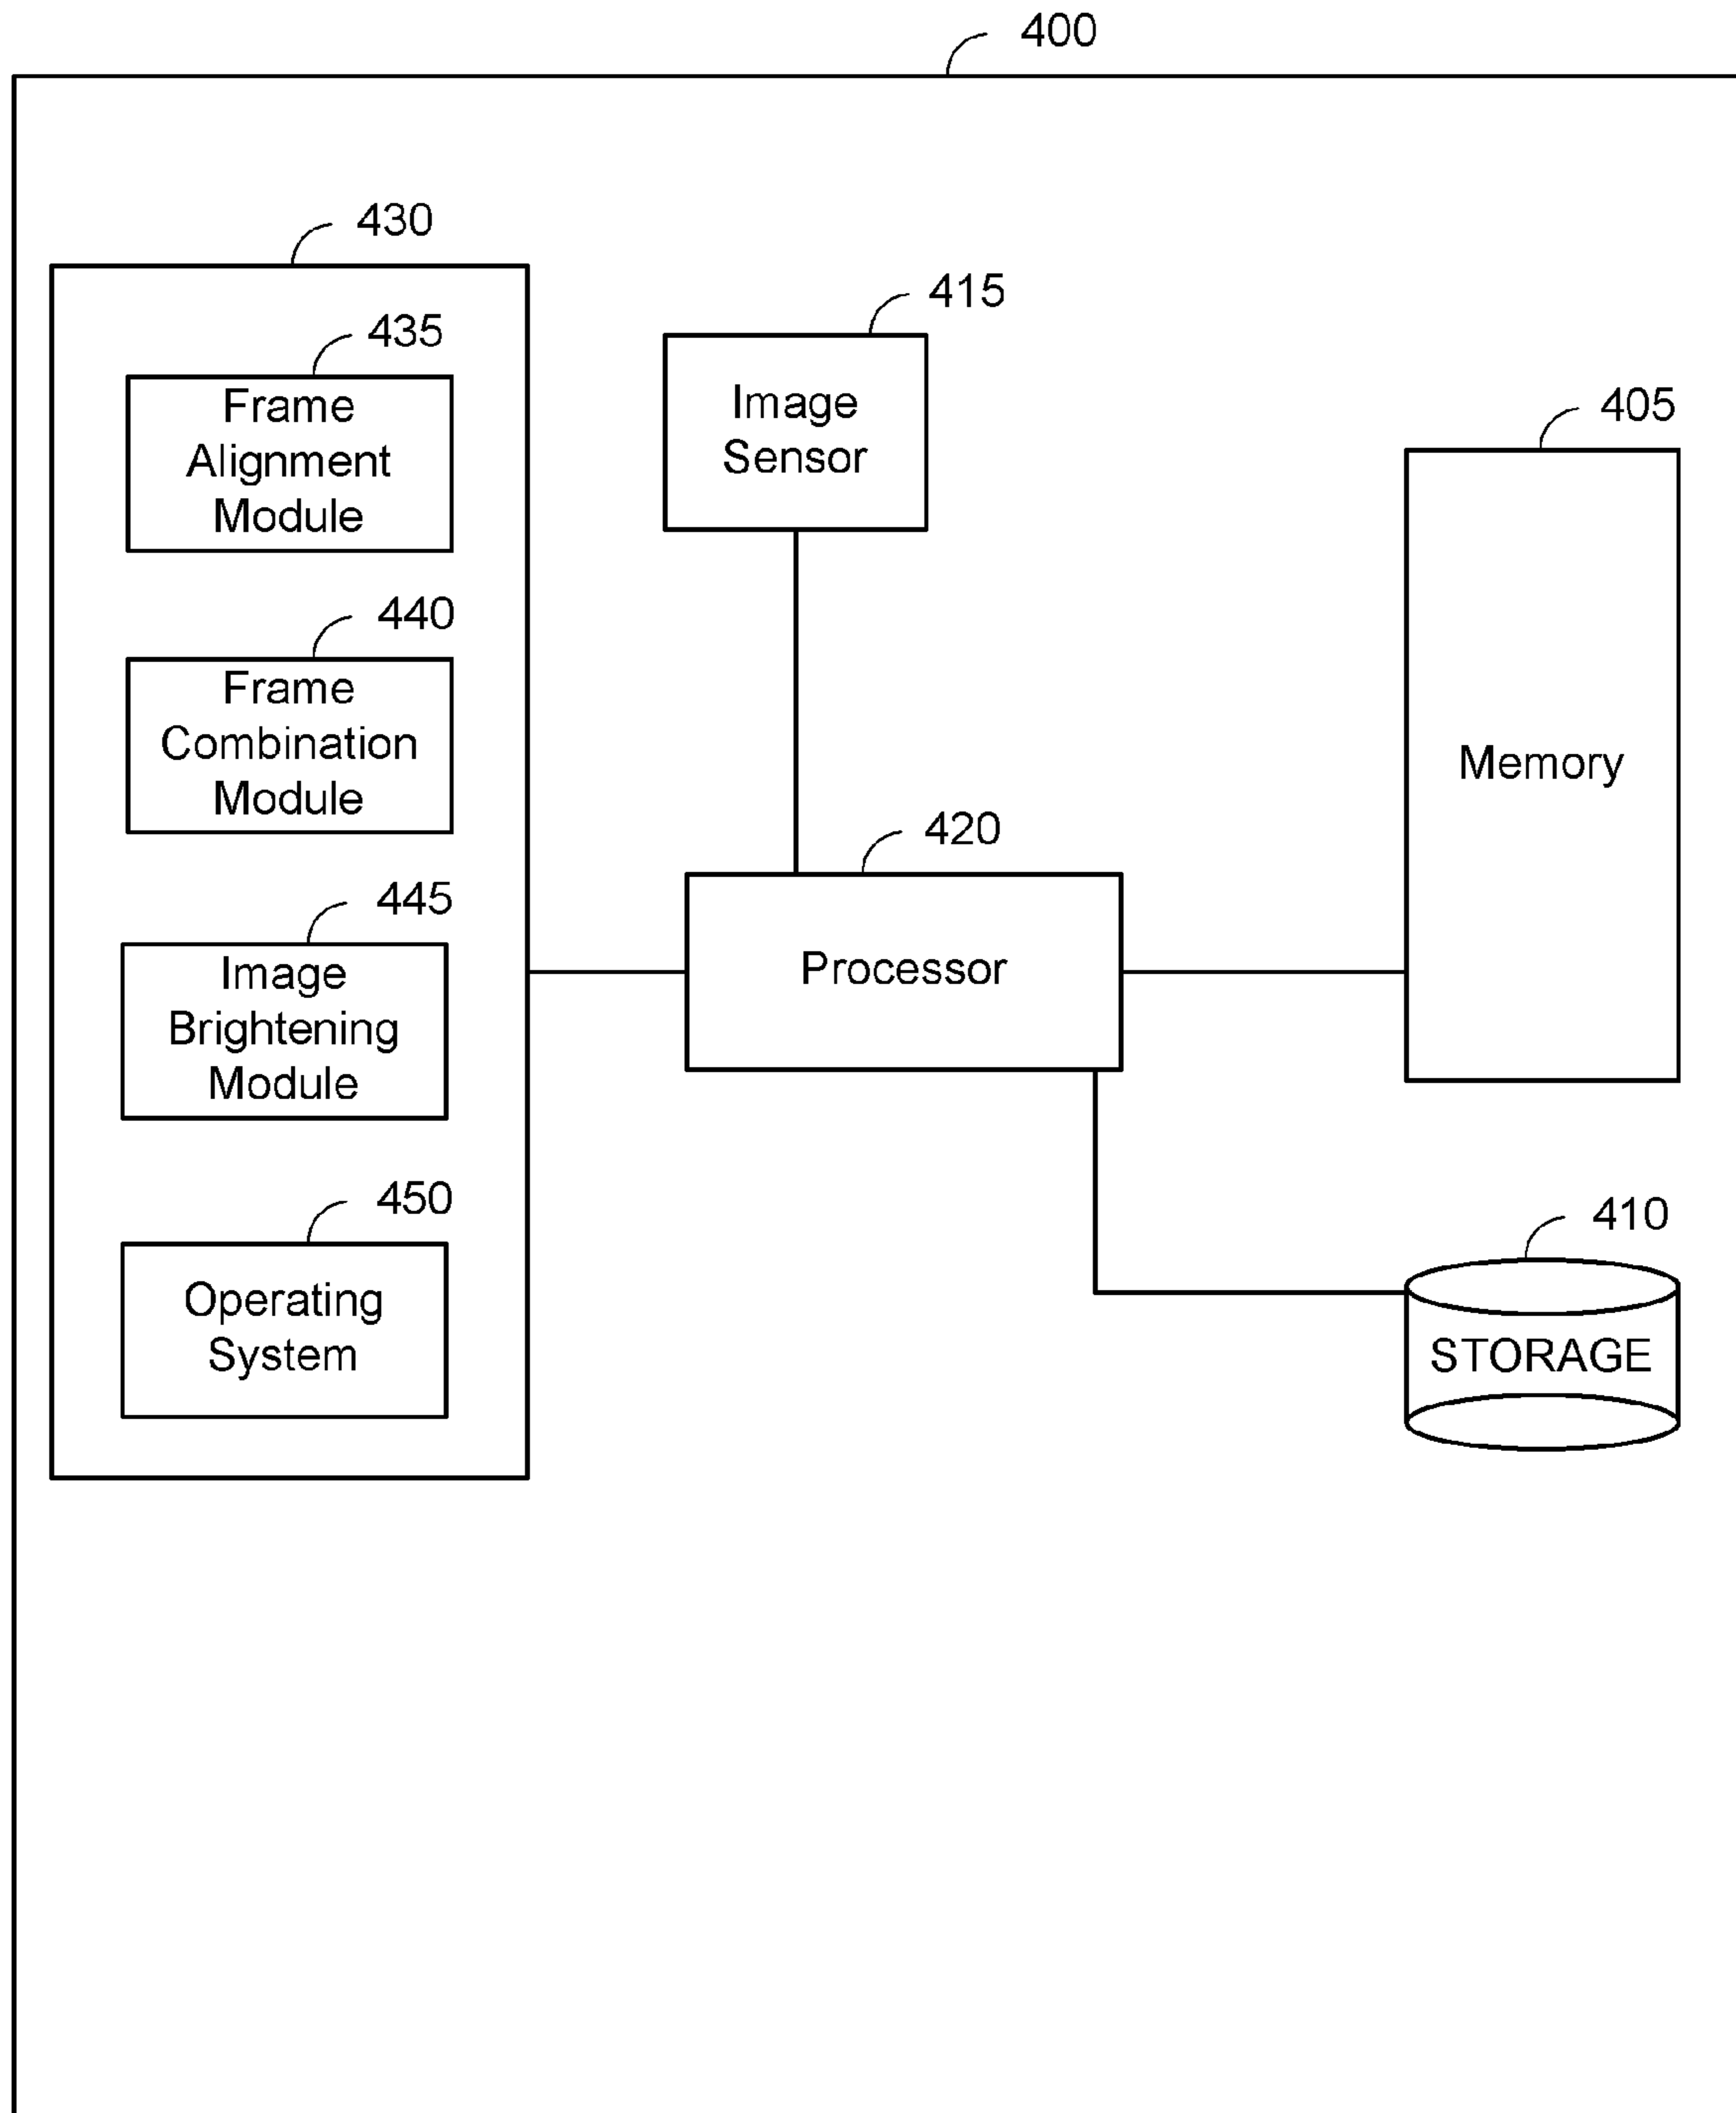 400
430
435
Frame
Alignment
Module
440
Frame
Combination
Module
445
Image
Brightening
Module
450
Operating
System
415
Image
Sensor
420
Processor
405
Memory
410
STORAGE